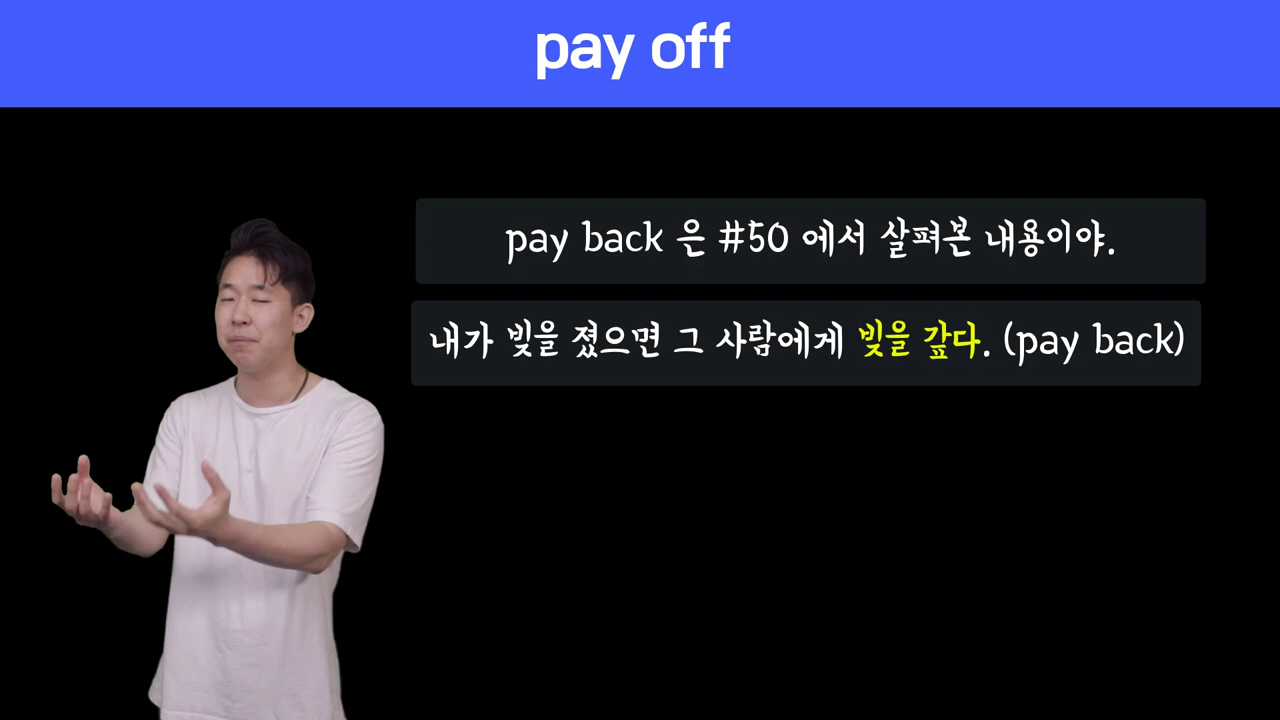 pay off
pay back 은 #50 에서 살펴본 내용이야.
내가 빚을 졌으면 그 사람에게 빚을 갚다. (pay back)